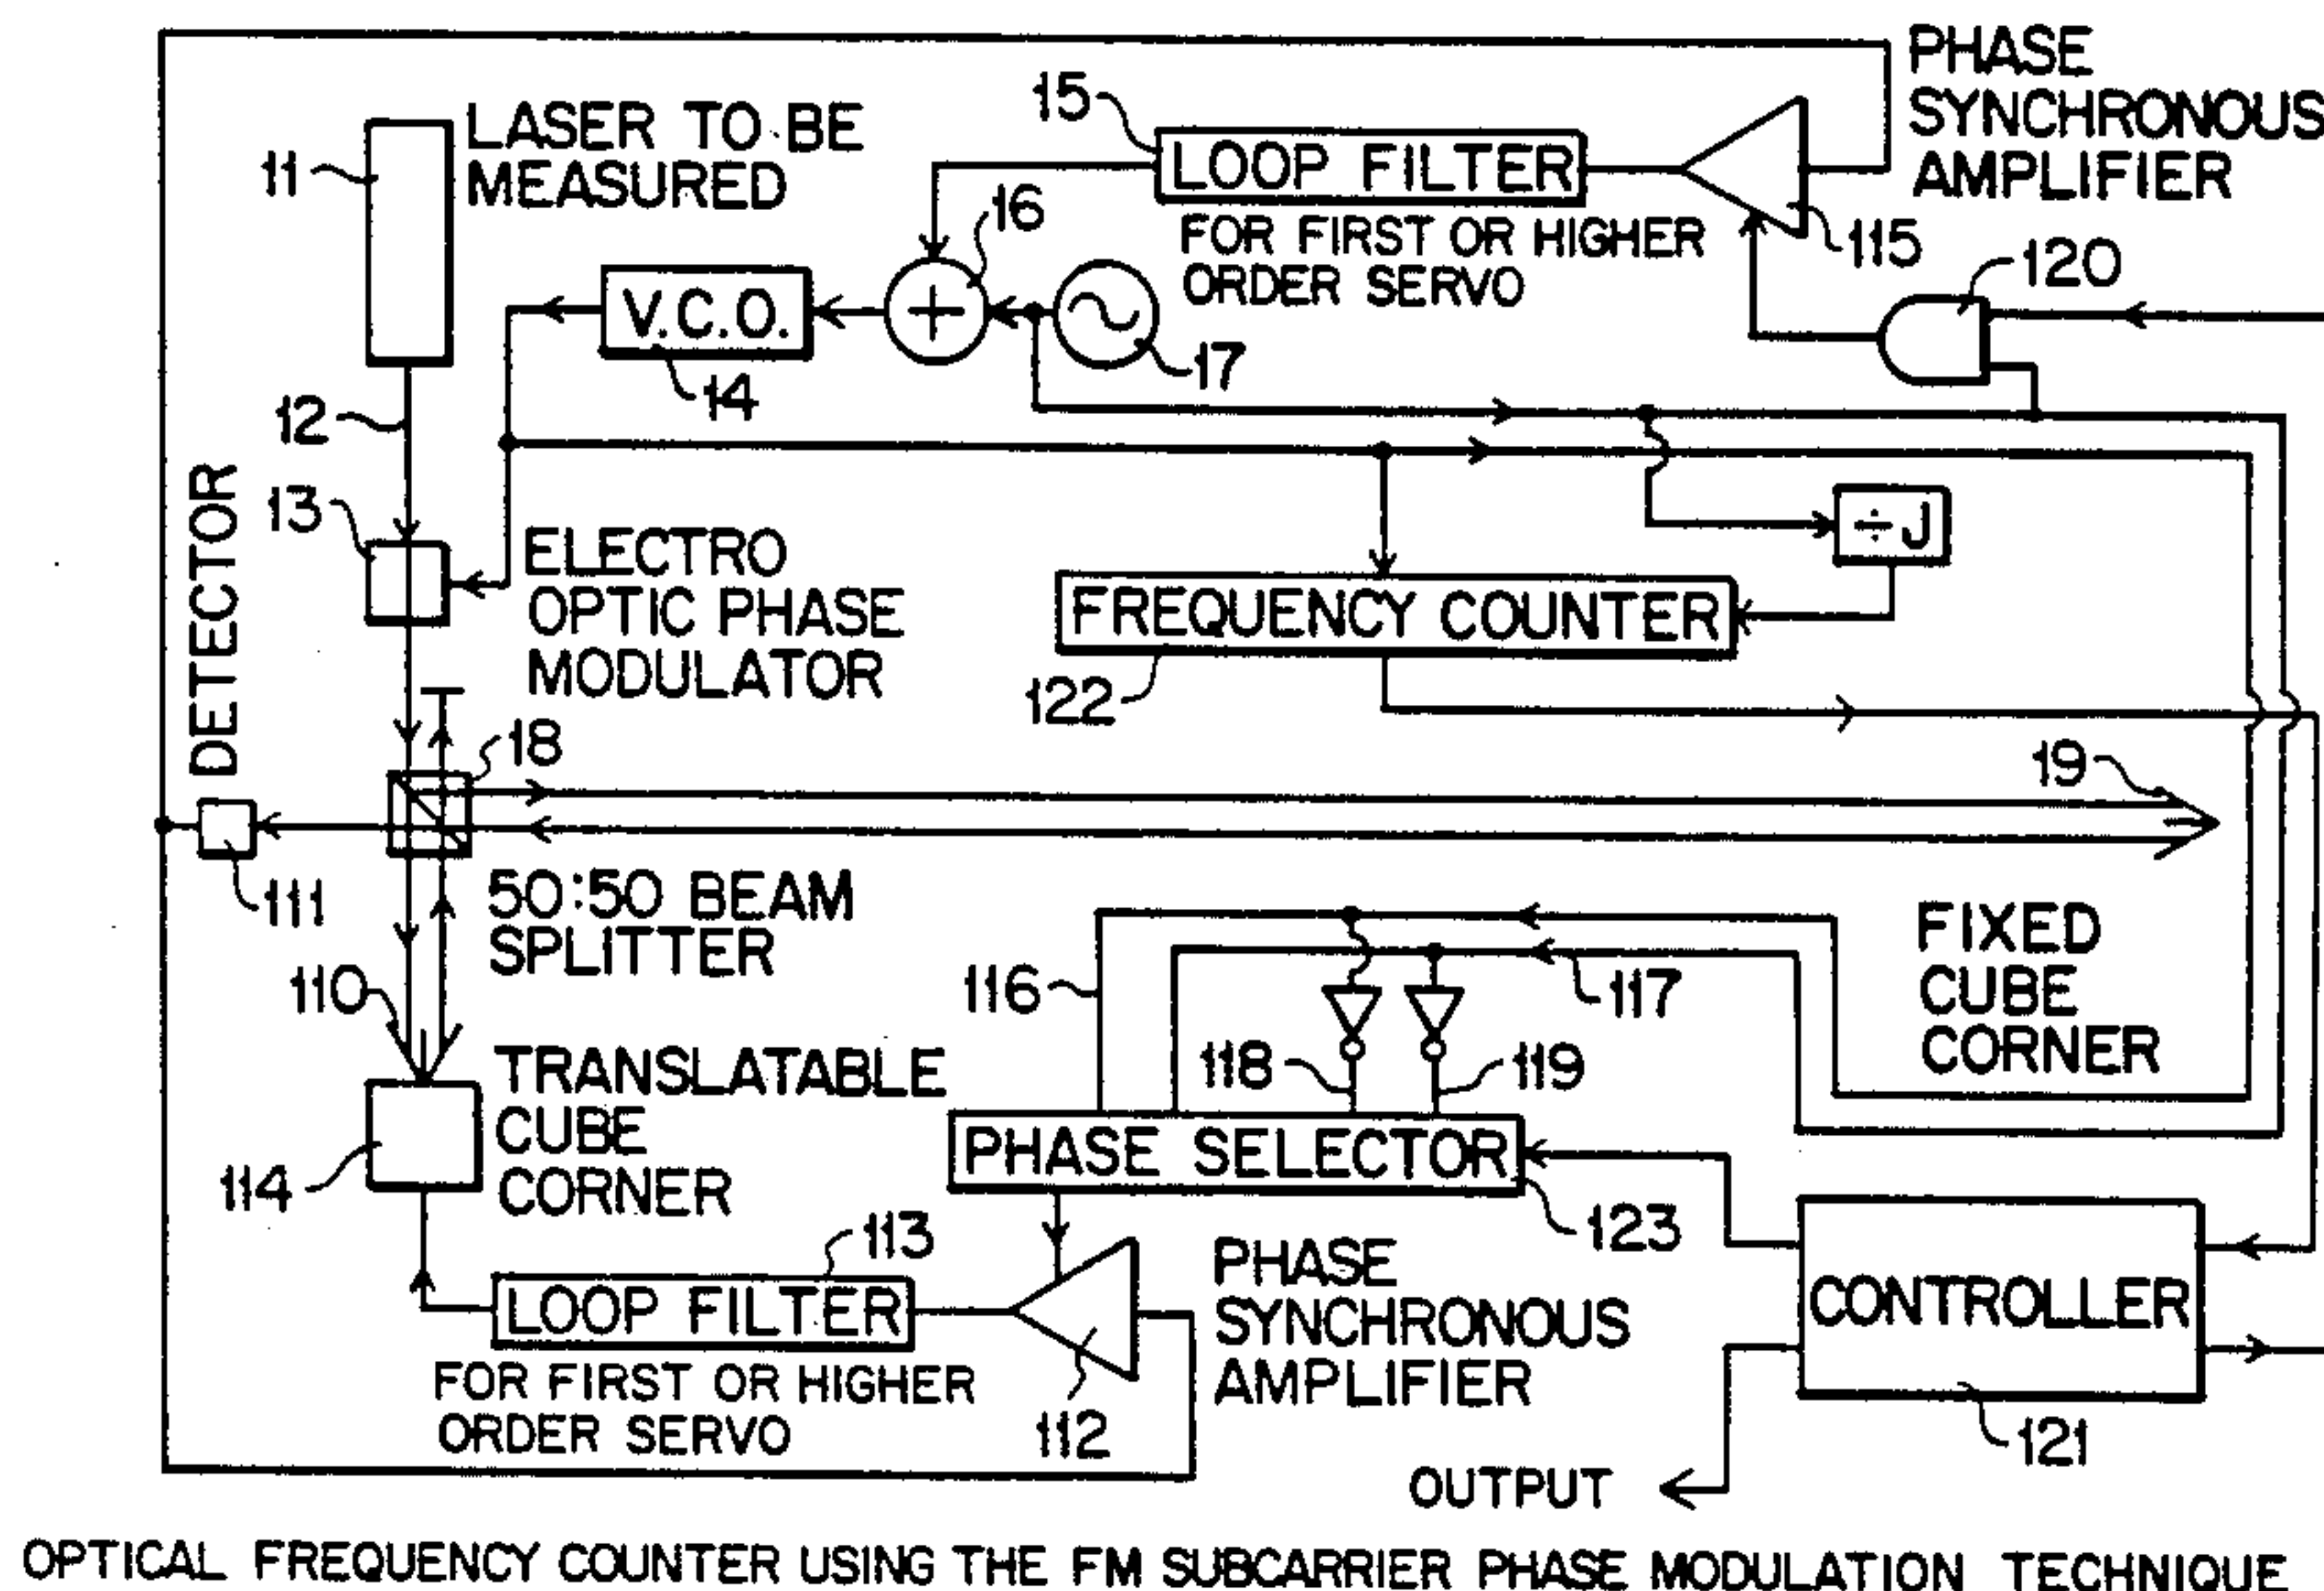 PHASE
SYNCHRONOUS
AMPLIFIER
15
LOOP FILTER
FOR FIRST OR HIGHER
ORDER SERVO
115
120
LASER TO BE
MEASURED
11
16
V.C.O.
14
17
12
13
ELECTRO
OPTIC PHASE
MODULATOR
DETECTOR
÷J
FREQUENCY COUNTER
122
18
19
111
50:50 BEAM
SPLITTER
110
116
117
118
119
FIXED
CUBE
CORNER
TRANSLATABLE
CUBE
CORNER
114
PHASE SELECTOR
123
113
LOOP FILTER
FOR FIRST OR HIGHER
ORDER SERVO
112
PHASE
SYNCHRONOUS
AMPLIFIER
CONTROLLER
121
OUTPUT
OPTICAL FREQUENCY COUNTER USING THE FM SUBCARRIER PHASE MODULATION TECHNIQUE